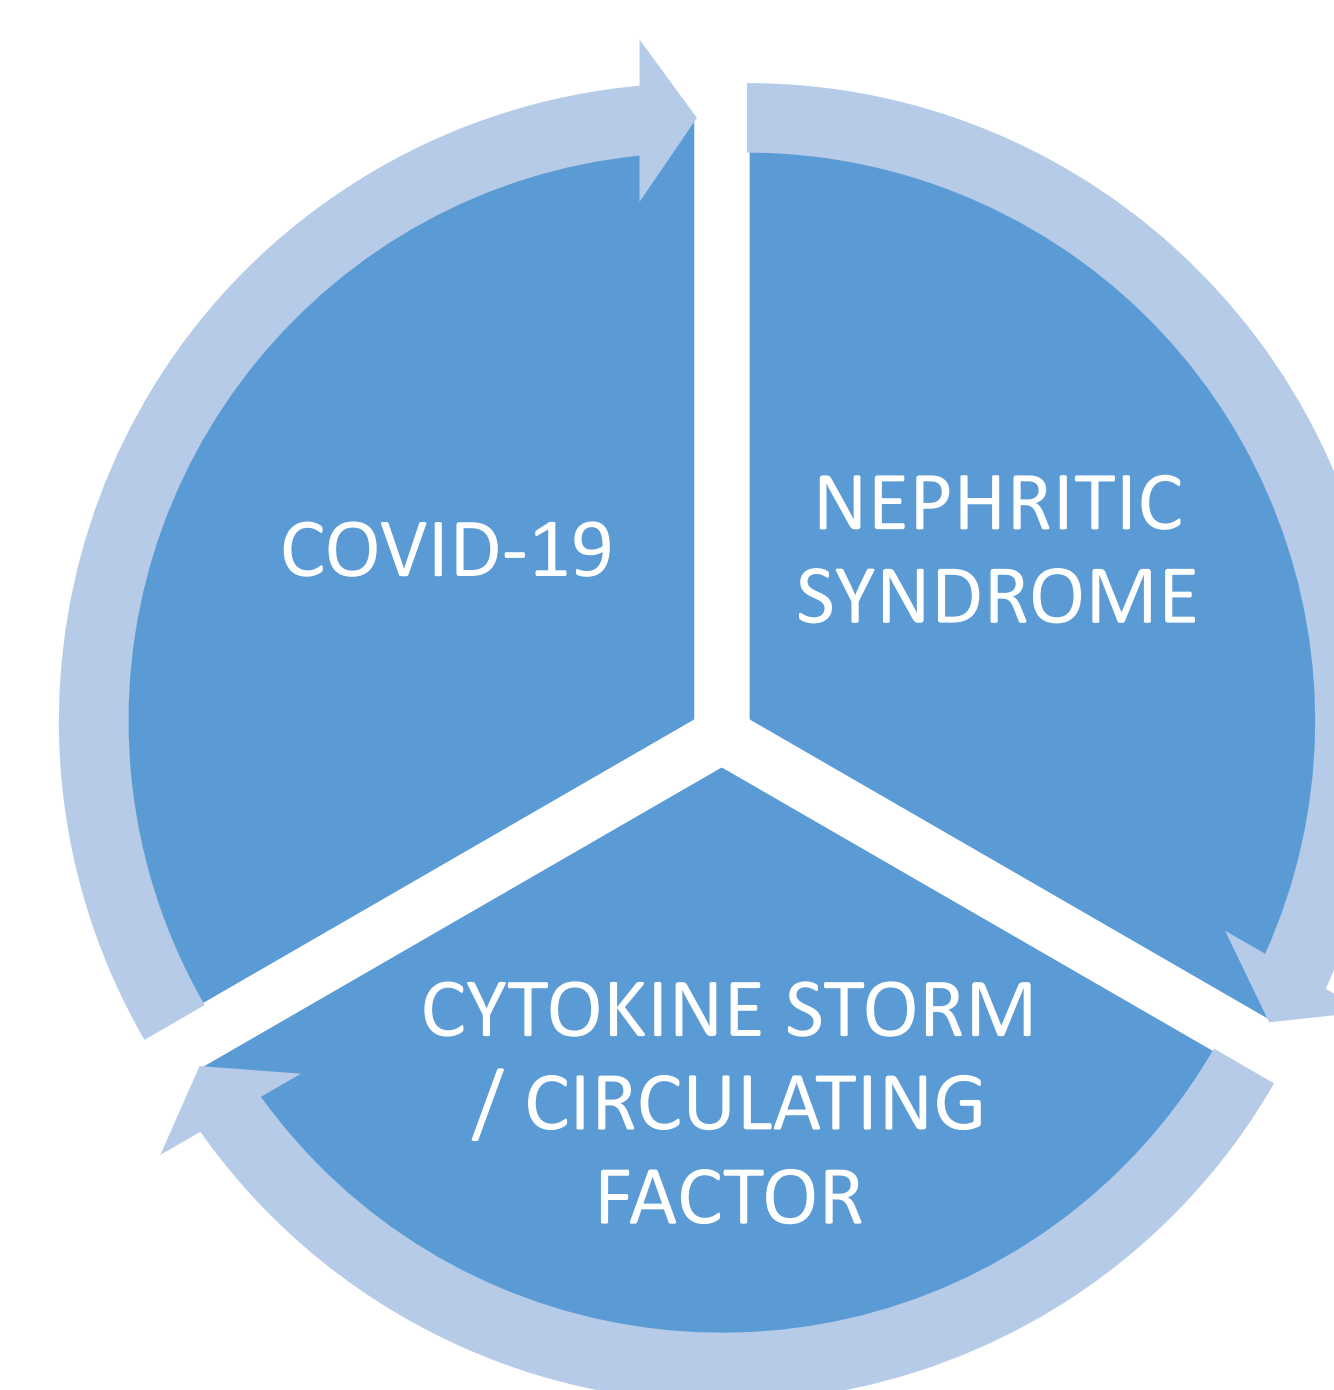 COVID-19
NEPHRITIC
SYNDROME
CYTOKINE STORM
/ CIRCULATING
FACTOR